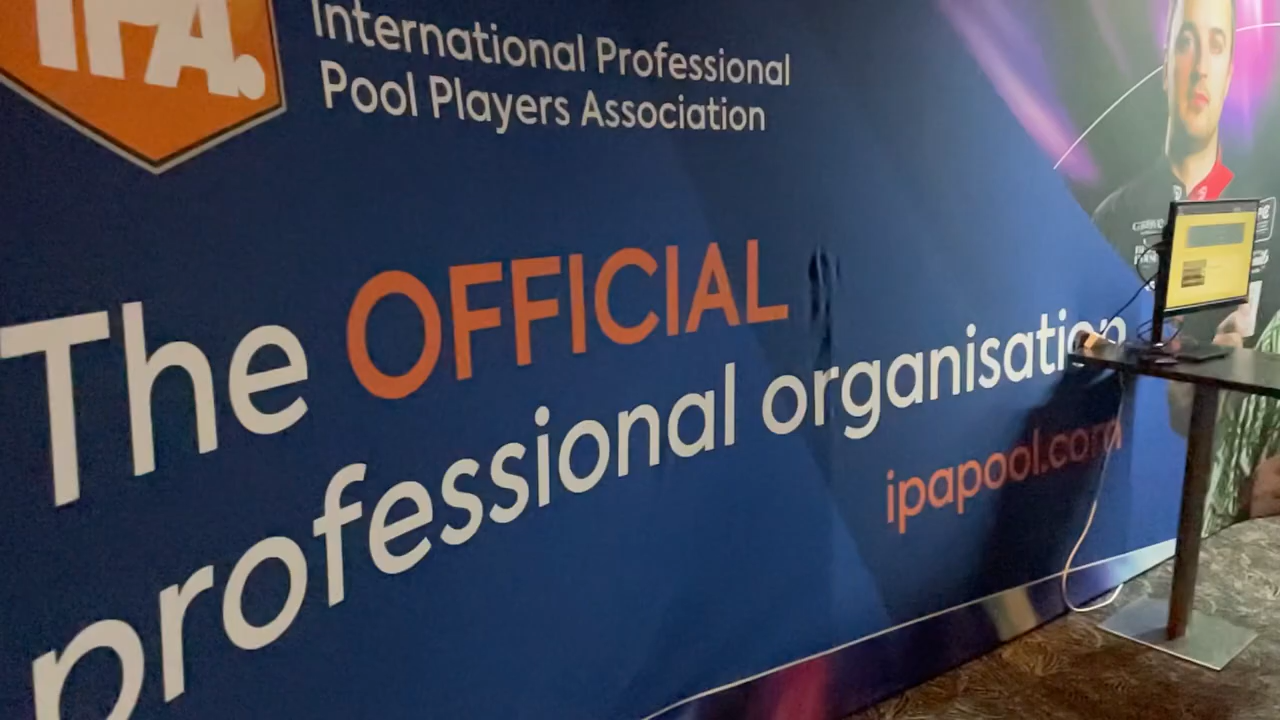 IPA.
International Professional
Pool Players Association
The OFFICIAL
professional organisation
ipapool.com